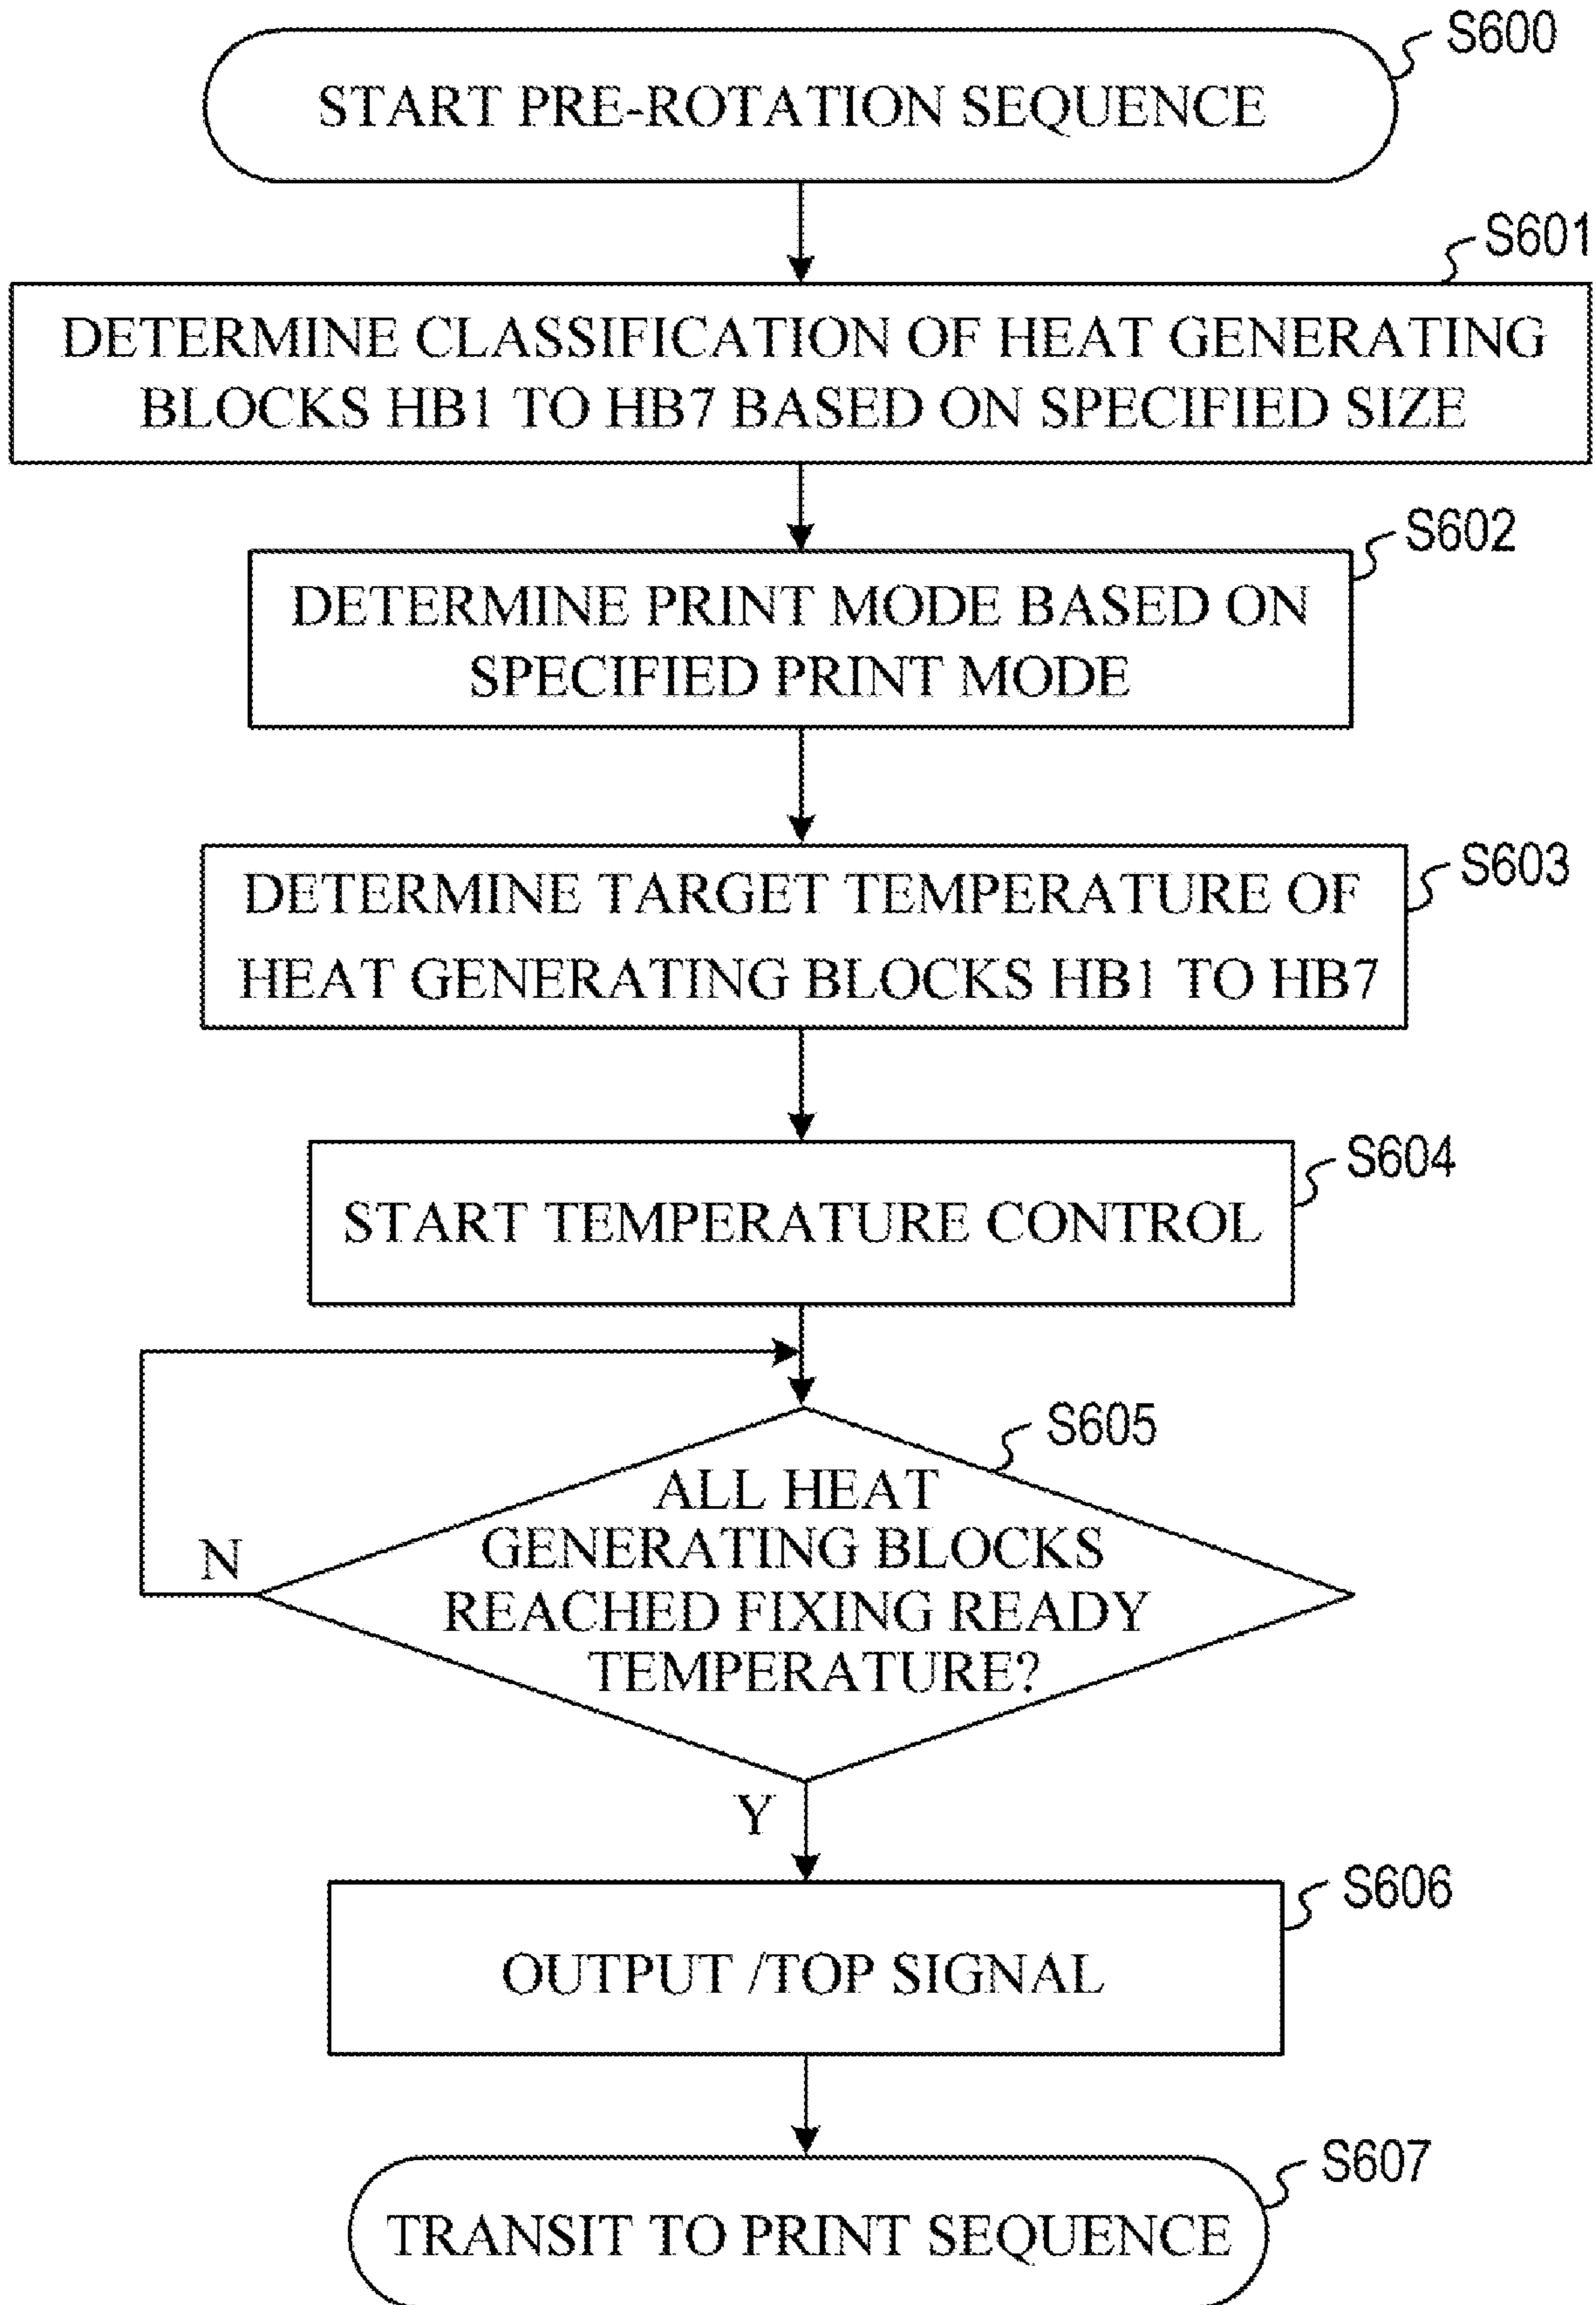 S600
START PRE-ROTATION SEQUENCE
S601
DETERMINE CLASSIFICATION OF HEAT GENERATING
BLOCKS HB1 TO HB7 BASED ON SPECIFIED SIZE
S602
DETERMINE PRINT MODE BASED ON
SPECIFIED PRINT MODE
S603
DETERMINE TARGET TEMPERATURE OF
HEAT GENERATING BLOCKS HB1 TO HB7
S604
START TEMPERATURE CONTROL
S605
ALL HEAT
GENERATING BLOCKS
REACHED FIXING READY
TEMPERATURE?
N
Y
S606
OUTPUT /TOP SIGNAL
S607
TRANSIT TO PRINT SEQUENCE